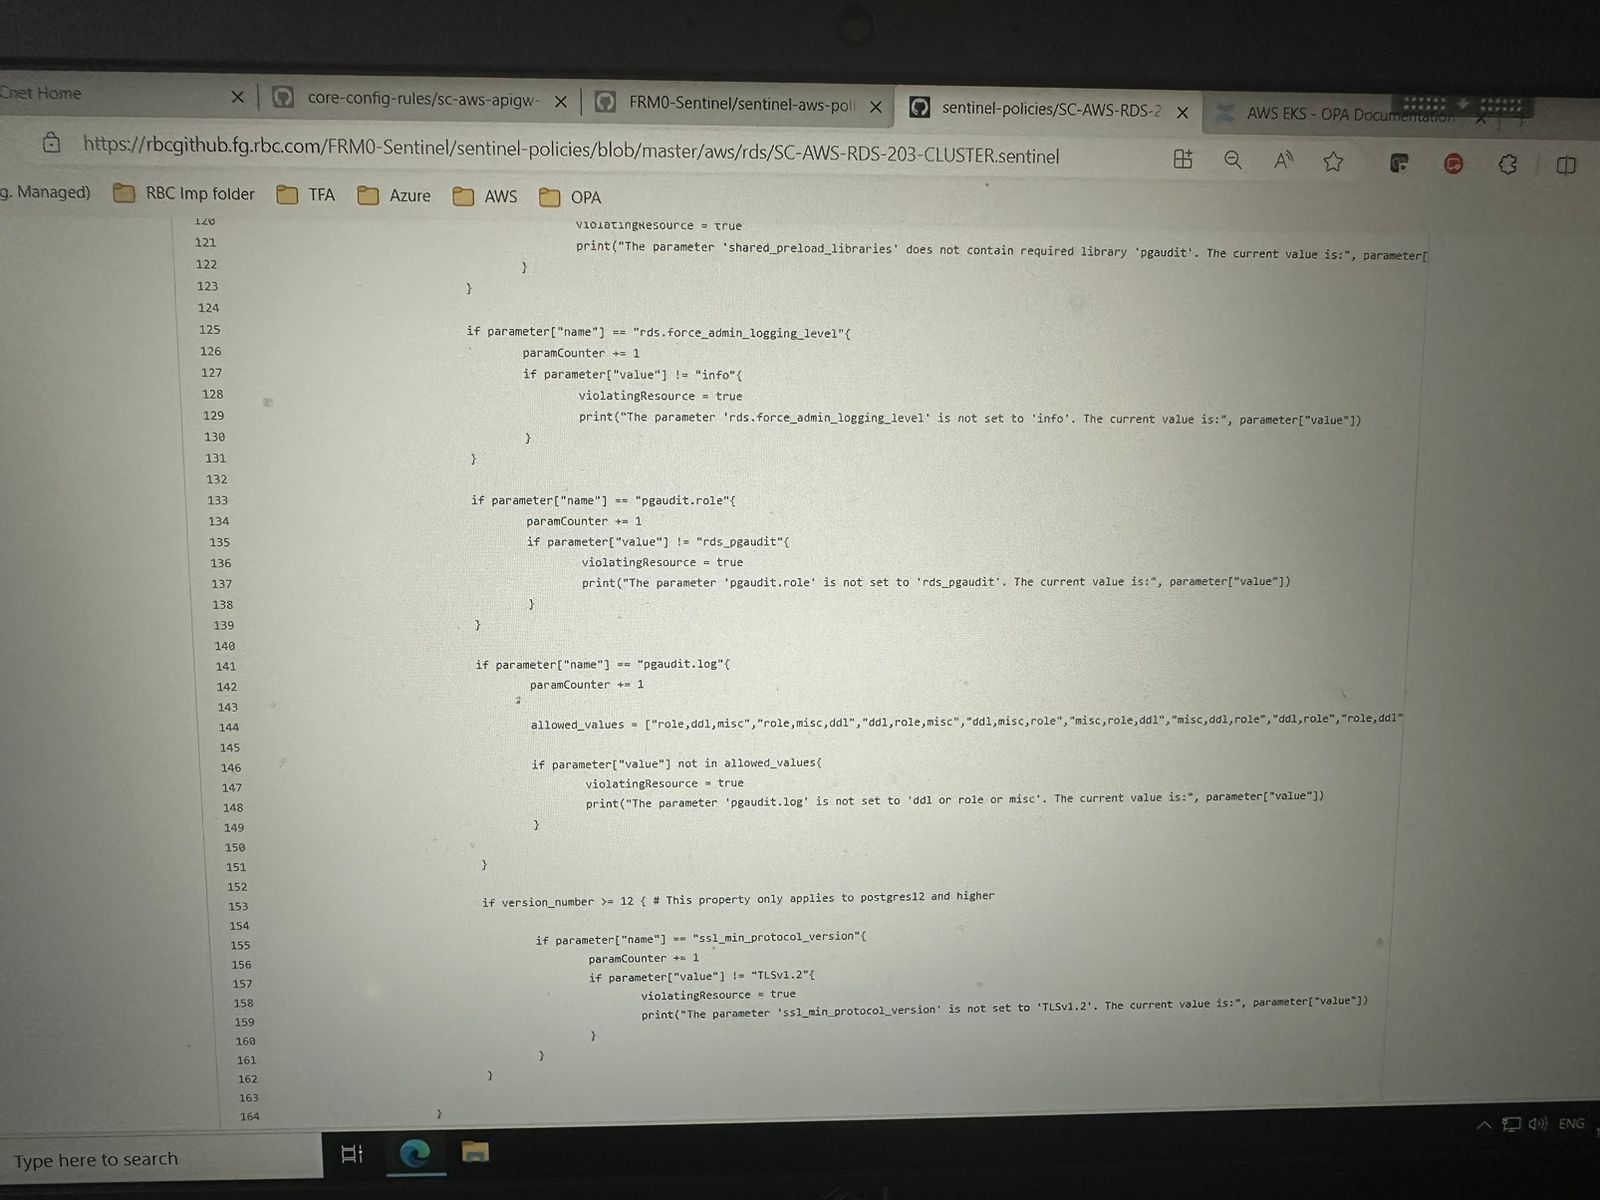 Cnet Home
core-config-rules/sc-aws-apigw-
FRM0-Sentinel/sentinel-aws-poli
sentinel-policies/SC-AWS-RDS-2
AWS EKS - OPA Documentation
https://rbcgithub.fg.rbc.com/FRM0-Sentinel/sentinel-policies/blob/master/aws/rds/SC-AWS-RDS-203-CLUSTER.sentinel
g. Managed)
RBC Imp folder
TFA
Azure
AWS
OPA
120 violatingResource = true
121 print("The parameter 'shared_preload_libraries' does not contain required library 'pgaudit'. The current value is:", parameter[
122 }
123 }
124
125 if parameter["name"] == "rds.force_admin_logging_level"{
126 paramCounter += 1
127 if parameter["value"] != "info"{
128 violatingResource = true
129 print("The parameter 'rds.force_admin_logging_level' is not set to 'info'. The current value is:", parameter["value"])
130 }
131 }
132
133 if parameter["name"] == "pgaudit.role"{
134 paramCounter += 1
135 if parameter["value"] != "rds_pgaudit"{
136 violatingResource = true
137 print("The parameter 'pgaudit.role' is not set to 'rds_pgaudit'. The current value is:", parameter["value"])
138 }
139 }
140
141 if parameter["name"] == "pgaudit.log"{
142 paramCounter += 1
143
144 allowed_values = ["role,ddl,misc","role,misc,ddl","ddl,role,misc","ddl,misc,role","misc,role,ddl","misc,ddl,role","ddl,role","role,ddl"
145
146 if parameter["value"] not in allowed_values{
147 violatingResource = true
148 print("The parameter 'pgaudit.log' is not set to 'ddl or role or misc'. The current value is:", parameter["value"])
149 }
150
151 }
152
153 if version_number >= 12 { # This property only applies to postgres12 and higher
154
155 if parameter["name"] == "ssl_min_protocol_version"{
156 paramCounter += 1
157 if parameter["value"] != "TLSv1.2"{
158 violatingResource = true
159 print("The parameter 'ssl_min_protocol_version' is not set to 'TLSv1.2'. The current value is:", parameter["value"])
160 }
161 }
162 }
163
164 }
ENG
Type here to search